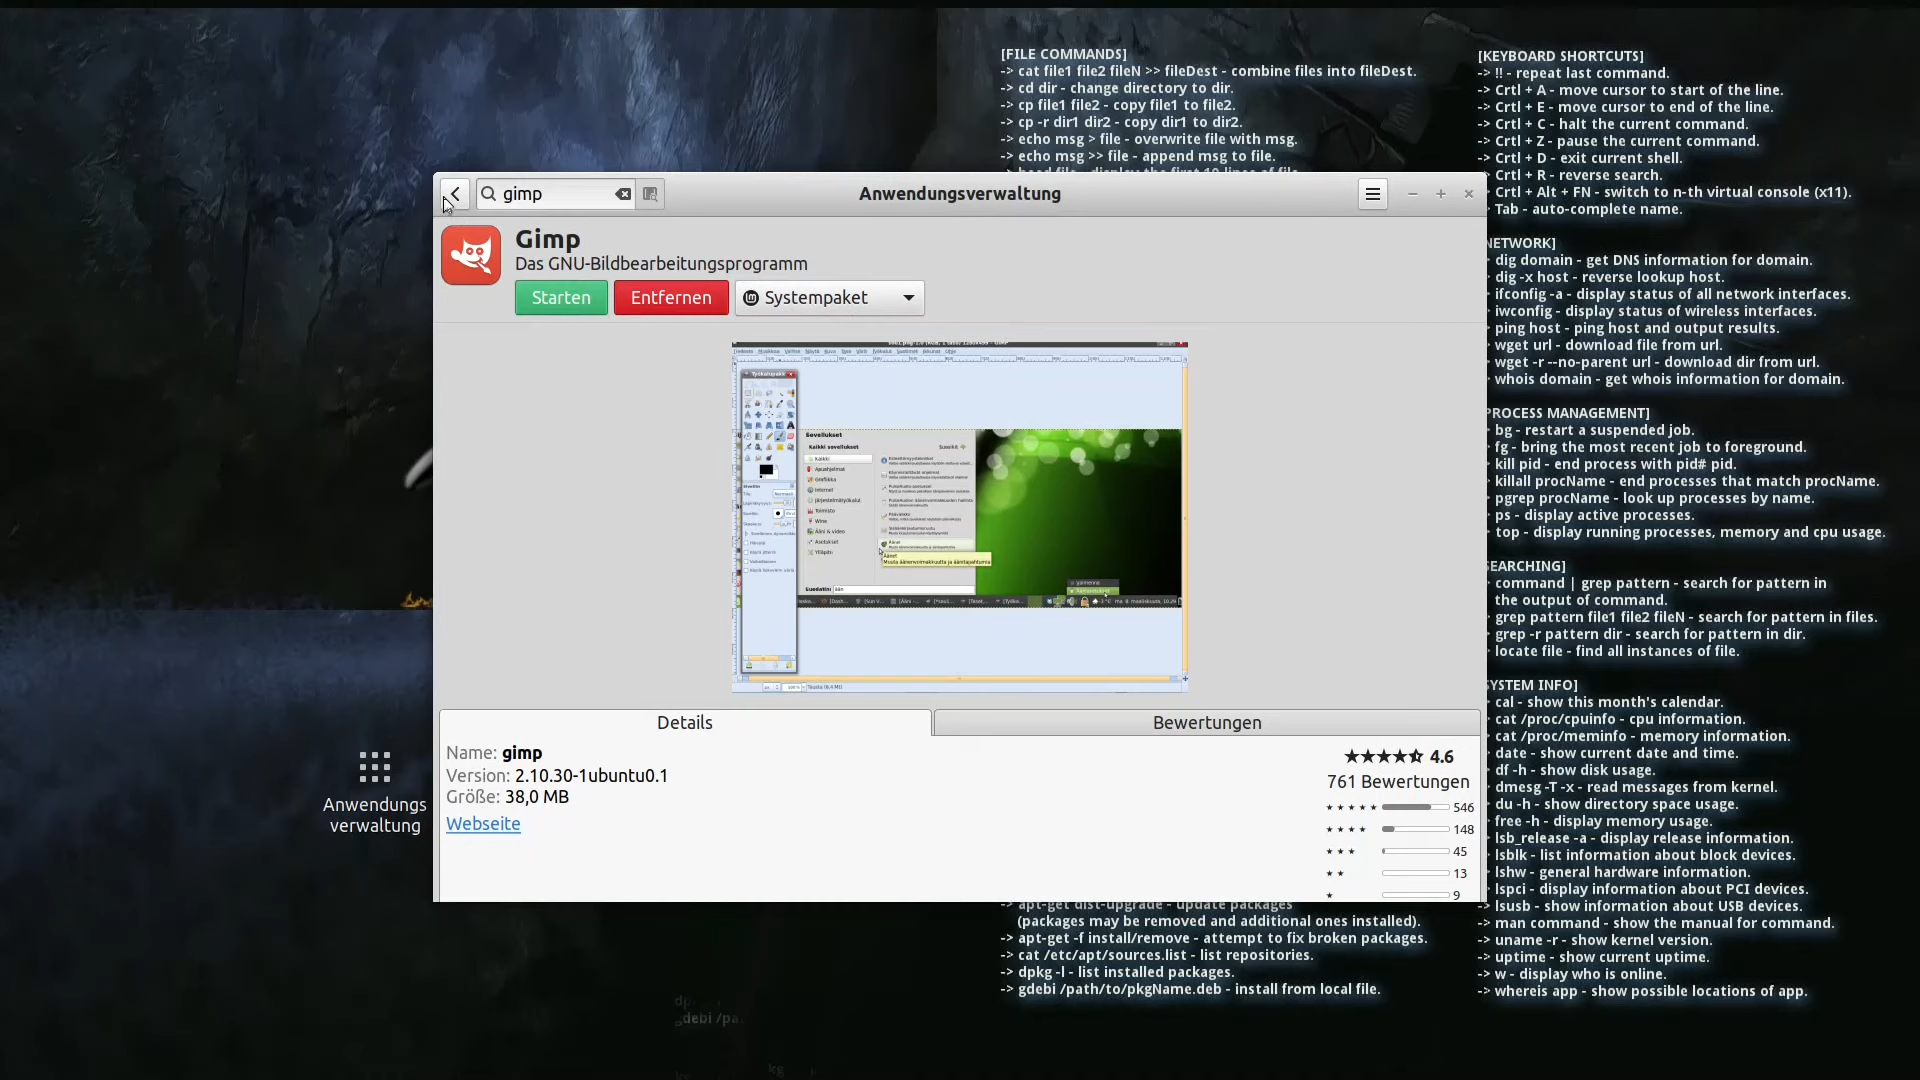 [FILE COMMANDS]
-> cat file1 file2 fileN >> fileDest - combine files into fileDest.
-> cd dir - change directory to dir.
-> cp file1 file2 - copy file1 to file2.
-> cp -r dir1 dir2 - copy dir1 to dir2.
-> echo msg > file - overwrite file with msg.
-> echo msg >> file - append msg to file.
[KEYBOARD SHORTCUTS]
-> !! - repeat last command.
-> Crtl + A - move cursor to start of the line.
-> Crtl + E - move cursor to end of the line.
-> Crtl + C - halt the current command.
-> Crtl + Z - pause the current command.
-> Crtl + D - exit current shell.
-> Crtl + R - reverse search.
Crtl + Alt + FN - switch to n-th virtual console (x11).
Tab - auto-complete name.
gimp
Anwendungsverwaltung
Gimp
Das GNU-Bildbearbeitungsprogramm
Starten
Entfernen
Systempaket
Details
Bewertungen
Name: gimp
Version: 2.10.30-1ubuntu0.1
Größe: 38,0 MB
Webseite
4.6
761 Bewertungen
546
148
45
13
9
Anwendungs
verwaltung
NETWORK]
dig domain - get DNS information for domain.
dig -x host - reverse lookup host.
ifconfig -a - display status of all network interfaces.
iwconfig - display status of wireless interfaces.
ping host - ping host and output results.
wget url - download file from url.
wget -r --no-parent url - download dir from url.
whois domain - get whois information for domain.
PROCESS MANAGEMENT]
bg - restart a suspended job.
fg - bring the most recent job to foreground.
kill pid - end process with pid# pid.
killall procName - end processes that match procName.
pgrep procName - look up processes by name.
ps - display active processes.
top - display running processes, memory and cpu usage.
SEARCHING]
command | grep pattern - search for pattern in
the output of command.
grep pattern file1 file2 fileN - search for pattern in files.
grep -r pattern dir - search for pattern in dir.
locate file - find all instances of file.
SYSTEM INFO]
cal - show this month's calendar.
cat /proc/cpuinfo - cpu information.
cat /proc/meminfo - memory information.
date - show current date and time.
df -h - show disk usage.
dmesg -T -x - read messages from kernel.
du -h - show directory space usage.
free -h - display memory usage.
lsb_release -a - display release information.
lsblk - list information about block devices.
lshw - general hardware information.
lspci - display information about PCI devices.
-> lsusb - show information about USB devices.
-> man command - show the manual for command.
-> uname -r - show kernel version.
-> uptime - show current uptime.
-> w - display who is online.
-> whereis app - show possible locations of app.
-> apt-get dist-upgrade - update packages
(packages may be removed and additional ones installed).
-> apt-get -f install/remove - attempt to fix broken packages.
-> cat /etc/apt/sources.list - list repositories.
-> dpkg -l - list installed packages.
-> gdebi /path/to/pkgName.deb - install from local file.